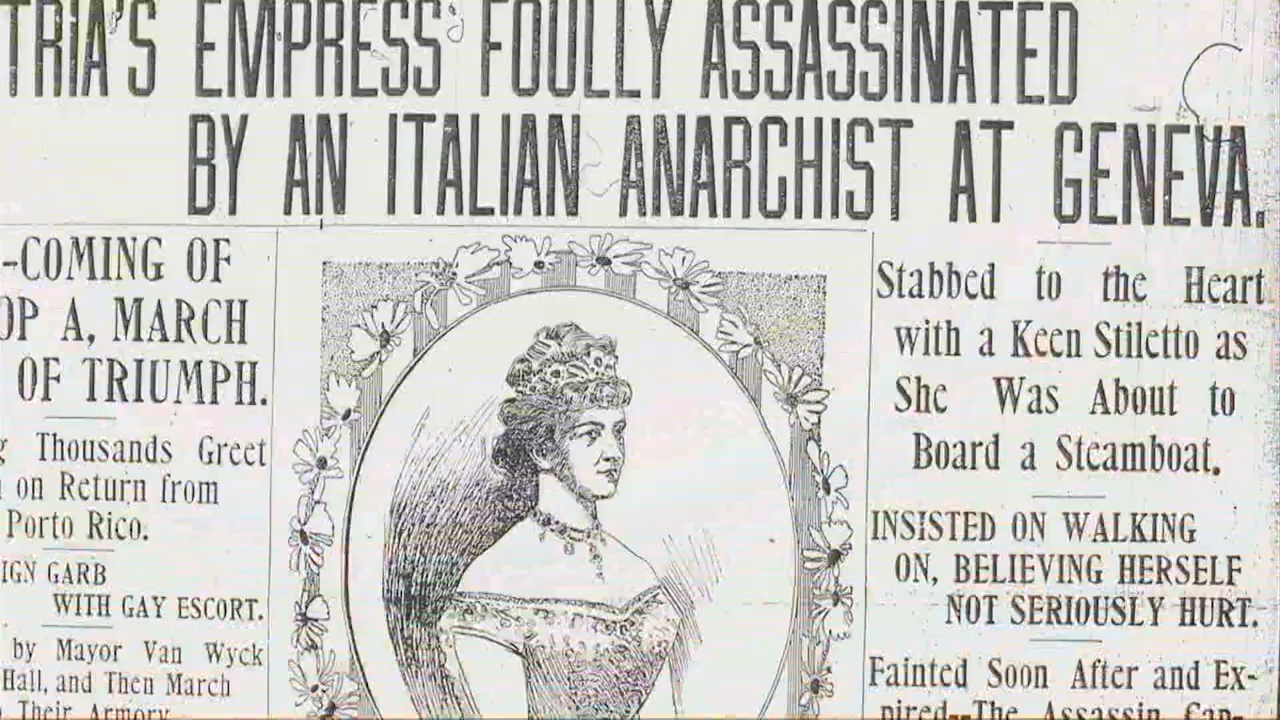 TRIA'S EMPRESS FOULLY ASSASSINATED
BY AN ITALIAN ANARCHIST AT GENEVA.
-COMING OF
OP A, MARCH
OF TRIUMPH.
g Thousands Greet
on Return from
Porto Rico.
IGN GARB
WITH GAY ESCORT.
by Mayor Van Wyck
Hall, and Then March
Their Armory
Stabbed to the Heart
with a Keen Stiletto as
She Was About to
Board a Steamboat.
INSISTED ON WALKING
ON, BELIEVING HERSELF
NOT SERIOUSLY HURT.
Fainted Soon After and Ex-
pired--The Assassin Cap-